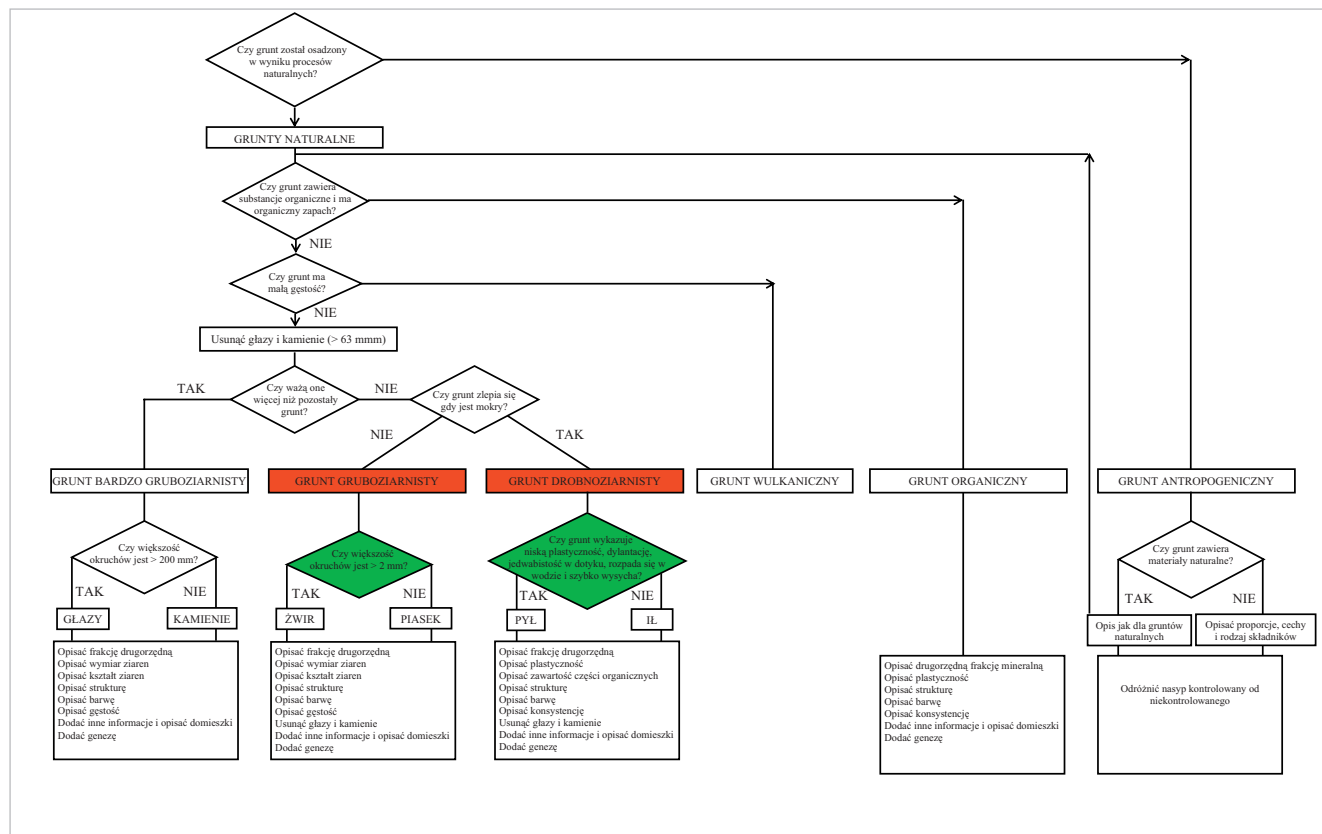 Czy grunt został osadzony
w wyniku procesów
naturalnych?
GRUNTY NATURALNE
Czy grunt zawiera
substancje organiczne i ma
organiczny zapach?
NIE
Czy grunt ma
małą gęstość?
NIE
Usunąć głazy i kamienie (> 63 mmm)
TAK
Czy ważą one
więcej niż pozostały
grunt?
NIE
Czy grunt zlepia się
gdy jest mokry?
NIE
TAK
GRUNT BARDZO GRUBOZIARNISTY
GRUNT GRUBOZIARNISTY
GRUNT DROBNOZIARNISTY
GRUNT WULKANICZNY
GRUNT ORGANICZNY
GRUNT ANTROPOGENICZNY
Czy większość
okruchów jest > 200 mm?
TAK
NIE
GŁAZY
KAMIENIE
Opisać frakcję drugorzędną
Opisać wymiar ziaren
Opisać kształt ziaren
Opisać strukturę
Opisać barwę
Opisać gęstość
Dodać inne informacje i opisać domieszki
Dodać genezę
Czy większość
okruchów jest > 2 mm?
TAK
NIE
ŻWIR
PIASEK
Opisać frakcję drugorzędną
Opisać wymiar ziaren
Opisać kształt ziaren
Opisać strukturę
Opisać barwę
Opisać gęstość
Usunąć głazy i kamienie
Dodać inne informacje i opisać domieszki
Dodać genezę
Czy grunt wykazuje
niską plastyczność, dylantację,
jedwabistość w dotyku, rozpada się w
wodzie i szybko wysycha?
TAK
NIE
PYŁ
IŁ
Opisać frakcję drugorzędną
Opisać plastyczność
Opisać zawartość części organicznych
Opisać strukturę
Opisać barwę
Opisać konsystencję
Usunąć głazy i kamienie
Dodać inne informacje i opisać domieszki
Dodać genezę
Opisać drugorzędną frakcję mineralną
Opisać plastyczność
Opisać strukturę
Opisać barwę
Opisać konsystencję
Dodać inne informacje i opisać domieszki
Dodać genezę
Czy grunt zawiera
materiały naturalne?
TAK
NIE
Opis jak dla gruntów
naturalnych
Opisać proporcje, cechy
i rodzaj składników
Odróżnić nasyp kontrolowany od
niekontrolowanego